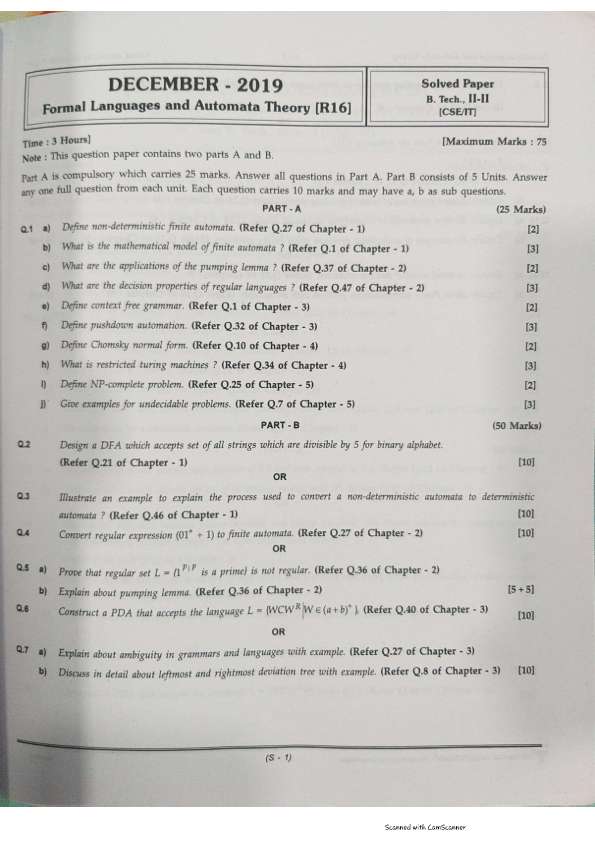 DECEMBER - 2019
Formal Languages and Automata Theory [R16]
Solved Paper
B. Tech., II-II
[CSE/IT]
Time : 3 Hours]
[Maximum Marks : 75
Note : This question paper contains two parts A and B.
Part A is compulsory which carries 25 marks. Answer all questions in Part A. Part B consists of 5 Units. Answer
any one full question from each unit. Each question carries 10 marks and may have a, b as sub questions.
PART - A (25 Marks)
Q.1 a) Define non-deterministic finite automata. (Refer Q.27 of Chapter - 1) [2]
b) What is the mathematical model of finite automata ? (Refer Q.1 of Chapter - 1) [3]
c) What are the applications of the pumping lemma ? (Refer Q.37 of Chapter - 2) [2]
d) What are the decision properties of regular languages ? (Refer Q.47 of Chapter - 2) [3]
e) Define context free grammar. (Refer Q.1 of Chapter - 3) [2]
f) Define pushdown automation. (Refer Q.32 of Chapter - 3) [3]
g) Define Chomsky normal form. (Refer Q.10 of Chapter - 4) [2]
h) What is restricted turing machines ? (Refer Q.34 of Chapter - 4) [3]
i) Define NP-complete problem. (Refer Q.25 of Chapter - 5) [2]
j) Give examples for undecidable problems. (Refer Q.7 of Chapter - 5) [3]
PART - B (50 Marks)
Q.2 Design a DFA which accepts set of all strings which are divisible by 5 for binary alphabet.
(Refer Q.21 of Chapter - 1) [10]
OR
Q.3 Illustrate an example to explain the process used to convert a non-deterministic automata to deterministic
automata ? (Refer Q.46 of Chapter - 1) [10]
Q.4 Convert regular expression (01* + 1) to finite automata. (Refer Q.27 of Chapter - 2) [10]
OR
Q.5 a) Prove that regular set L = {1^P | P is a prime} is not regular. (Refer Q.36 of Chapter - 2)
b) Explain about pumping lemma. (Refer Q.36 of Chapter - 2) [5 + 5]
Q.6 Construct a PDA that accepts the language L = {WCW^R | W ∈ (a + b)* }. (Refer Q.40 of Chapter - 3) [10]
OR
Q.7 a) Explain about ambiguity in grammars and languages with example. (Refer Q.27 of Chapter - 3)
b) Discuss in detail about leftmost and rightmost deviation tree with example. (Refer Q.8 of Chapter - 3) [10]
(S - 1)
Scanned with CamScanner